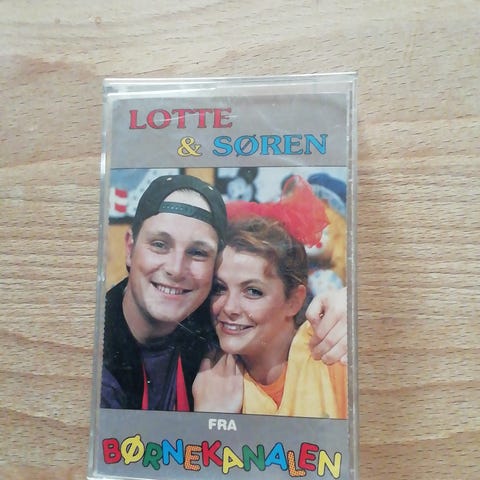 LOTTE
& SØREN
FRA
BØRNEKANALEN